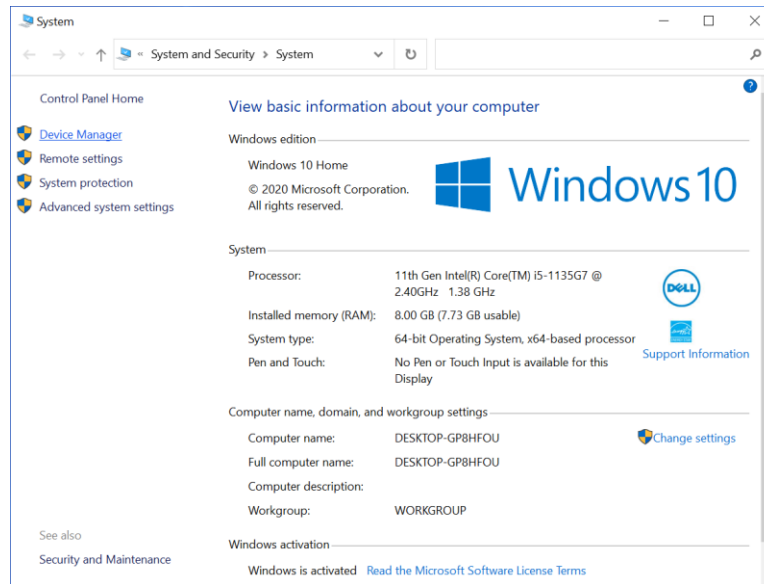 System
« System and Security > System
Control Panel Home
Device Manager
Remote settings
System protection
Advanced system settings
?
View basic information about your computer
Windows edition
Windows 10 Home
© 2020 Microsoft Corporation.
All rights reserved.
Windows 10
System
Processor: 11th Gen Intel(R) Core(TM) i5-1135G7 @
2.40GHz 1.38 GHz
Installed memory (RAM): 8.00 GB (7.73 GB usable)
System type: 64-bit Operating System, x64-based processor
Pen and Touch: No Pen or Touch Input is available for this
Display
DELL
Support Information
Computer name, domain, and workgroup settings
Computer name: DESKTOP-GP8HFOU
Change settings
Full computer name: DESKTOP-GP8HFOU
Computer description:
Workgroup: WORKGROUP
See also
Security and Maintenance
Windows activation
Windows is activated Read the Microsoft Software License Terms